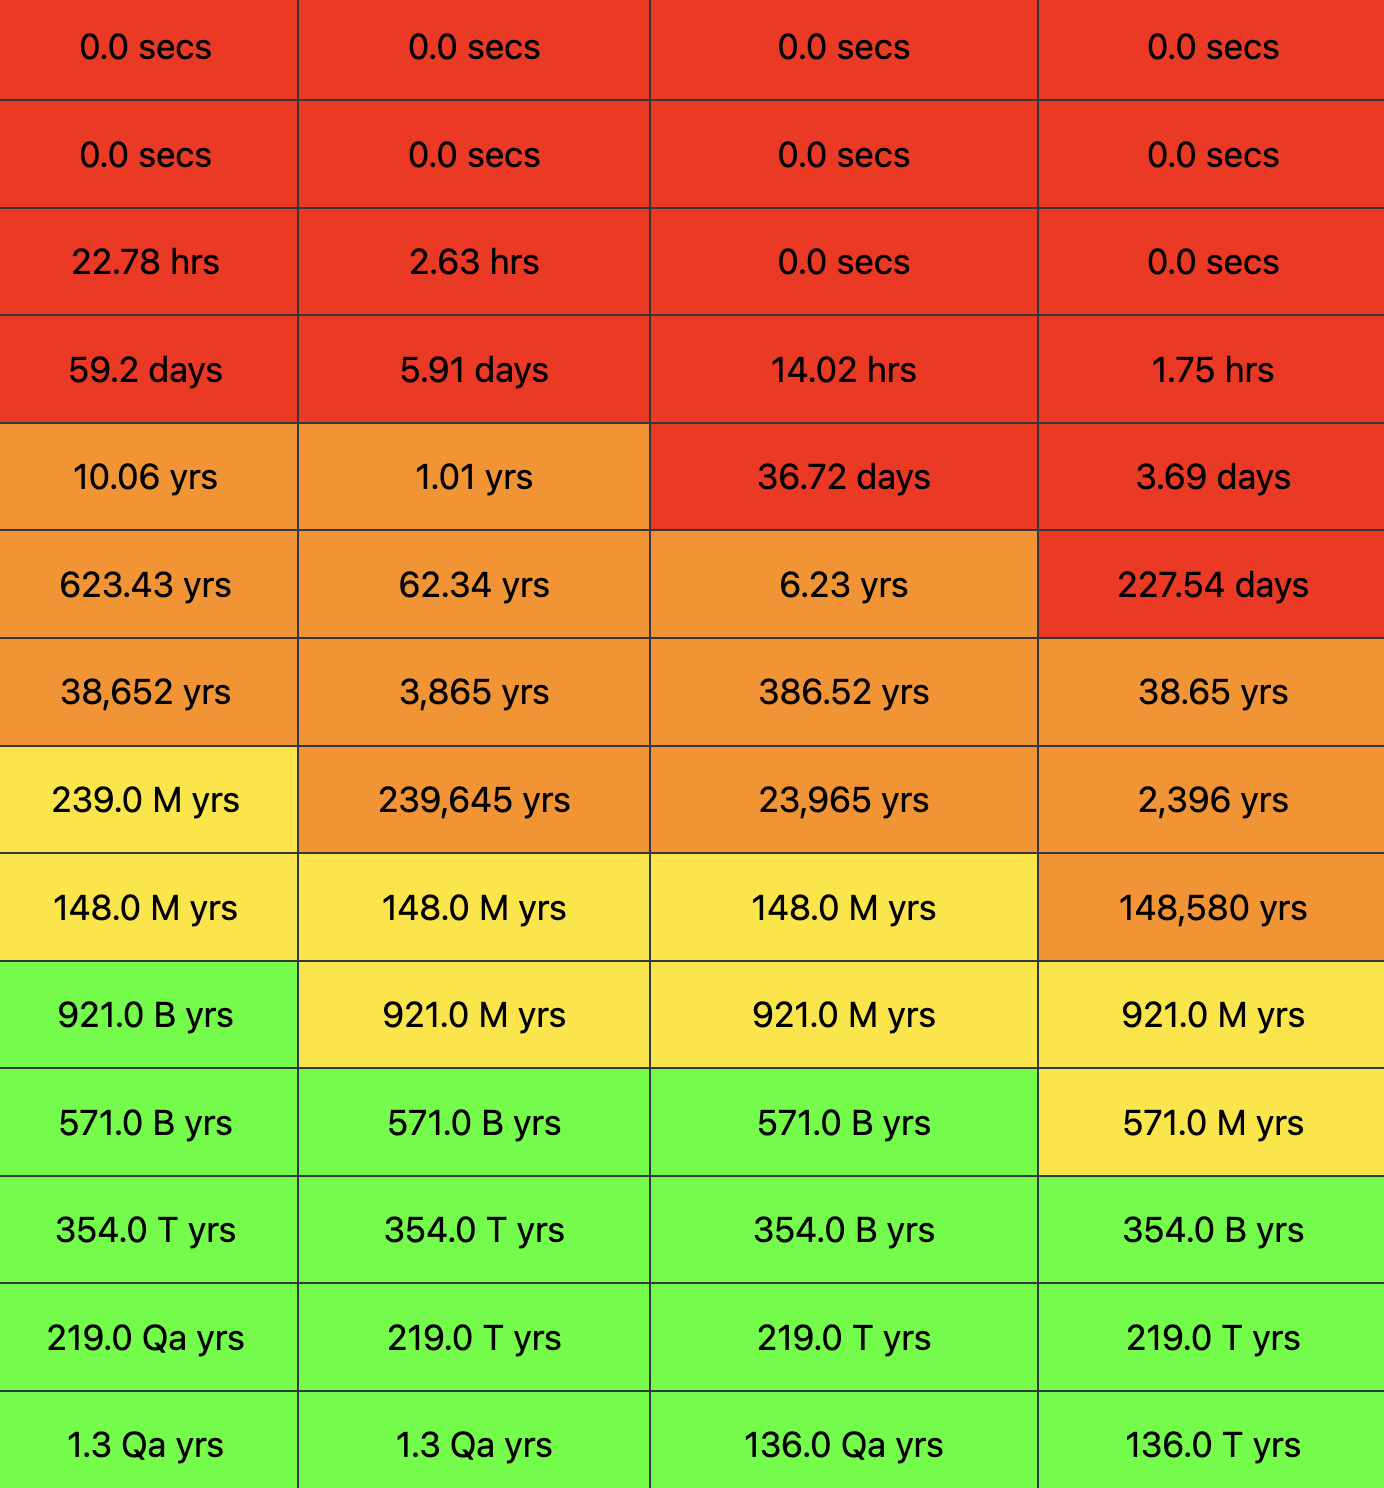 0.0 secs 0.0 secs 0.0 secs 0.0 secs
0.0 secs 0.0 secs 0.0 secs 0.0 secs
22.78 hrs 2.63 hrs 0.0 secs 0.0 secs
59.2 days 5.91 days 14.02 hrs 1.75 hrs
10.06 yrs 1.01 yrs 36.72 days 3.69 days
623.43 yrs 62.34 yrs 6.23 yrs 227.54 days
38,652 yrs 3,865 yrs 386.52 yrs 38.65 yrs
239.0 M yrs 239,645 yrs 23,965 yrs 2,396 yrs
148.0 M yrs 148.0 M yrs 148.0 M yrs 148,580 yrs
921.0 B yrs 921.0 M yrs 921.0 M yrs 921.0 M yrs
571.0 B yrs 571.0 B yrs 571.0 B yrs 571.0 M yrs
354.0 T yrs 354.0 T yrs 354.0 B yrs 354.0 B yrs
219.0 Qa yrs 219.0 T yrs 219.0 T yrs 219.0 T yrs
1.3 Qa yrs 1.3 Qa yrs 136.0 Qa yrs 136.0 T yrs